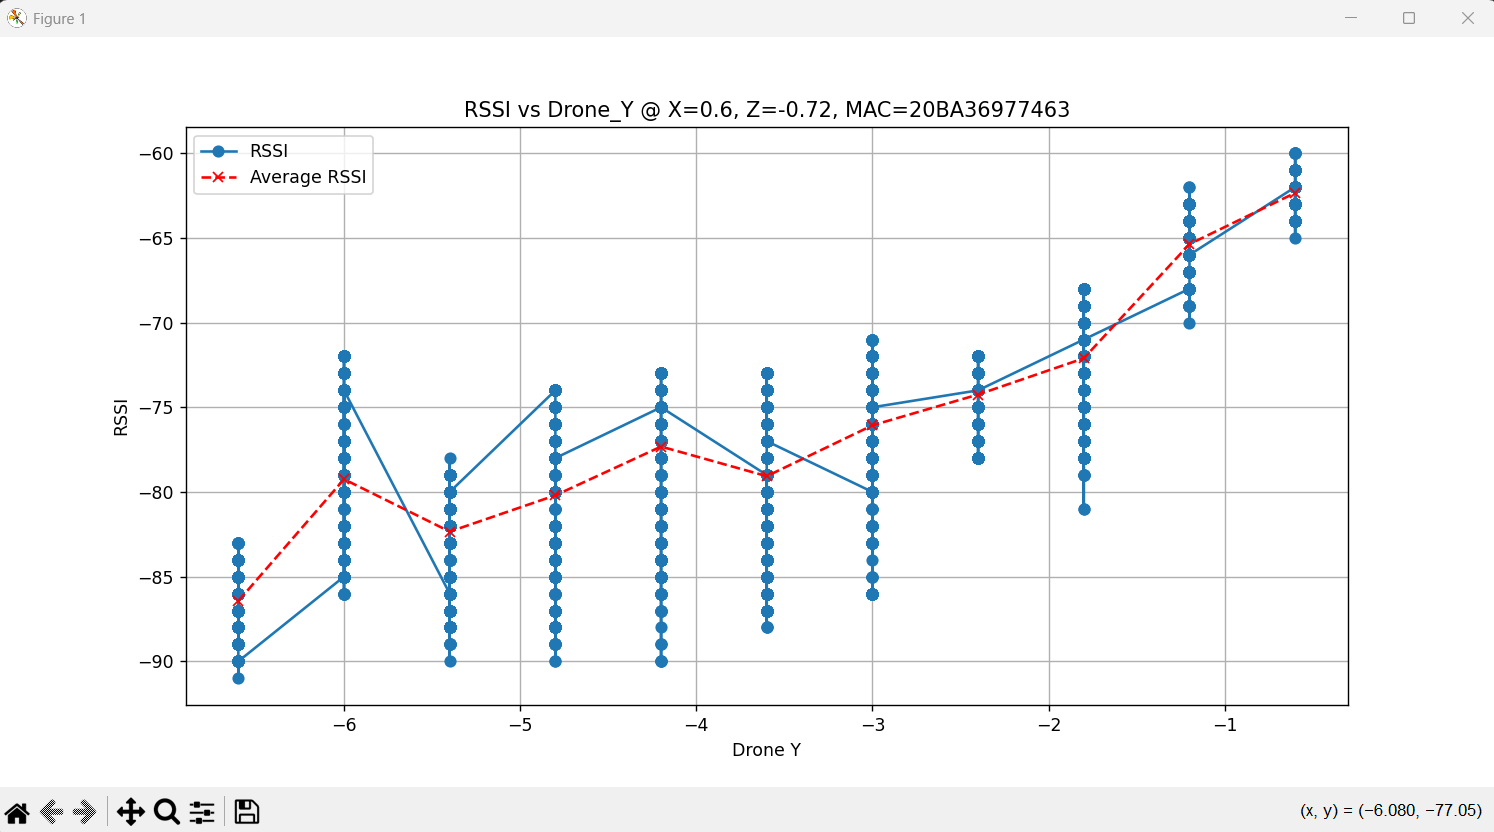 Figure 1
RSSI vs Drone_Y @ X=0.6, Z=-0.72, MAC=20BA36977463
RSSI
Average RSSI
−60
−65
−70
−75
−80
−85
−90
RSSI
−6 −5 −4 −3 −2 −1
Drone Y
(x, y) = (−6.080, −77.05)